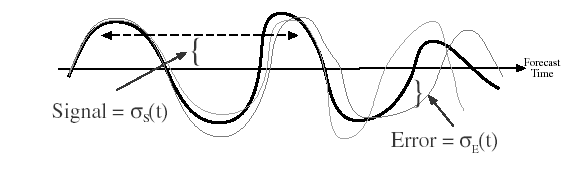 Forecast
Time
Signal = σS(t)
Error = σE(t)